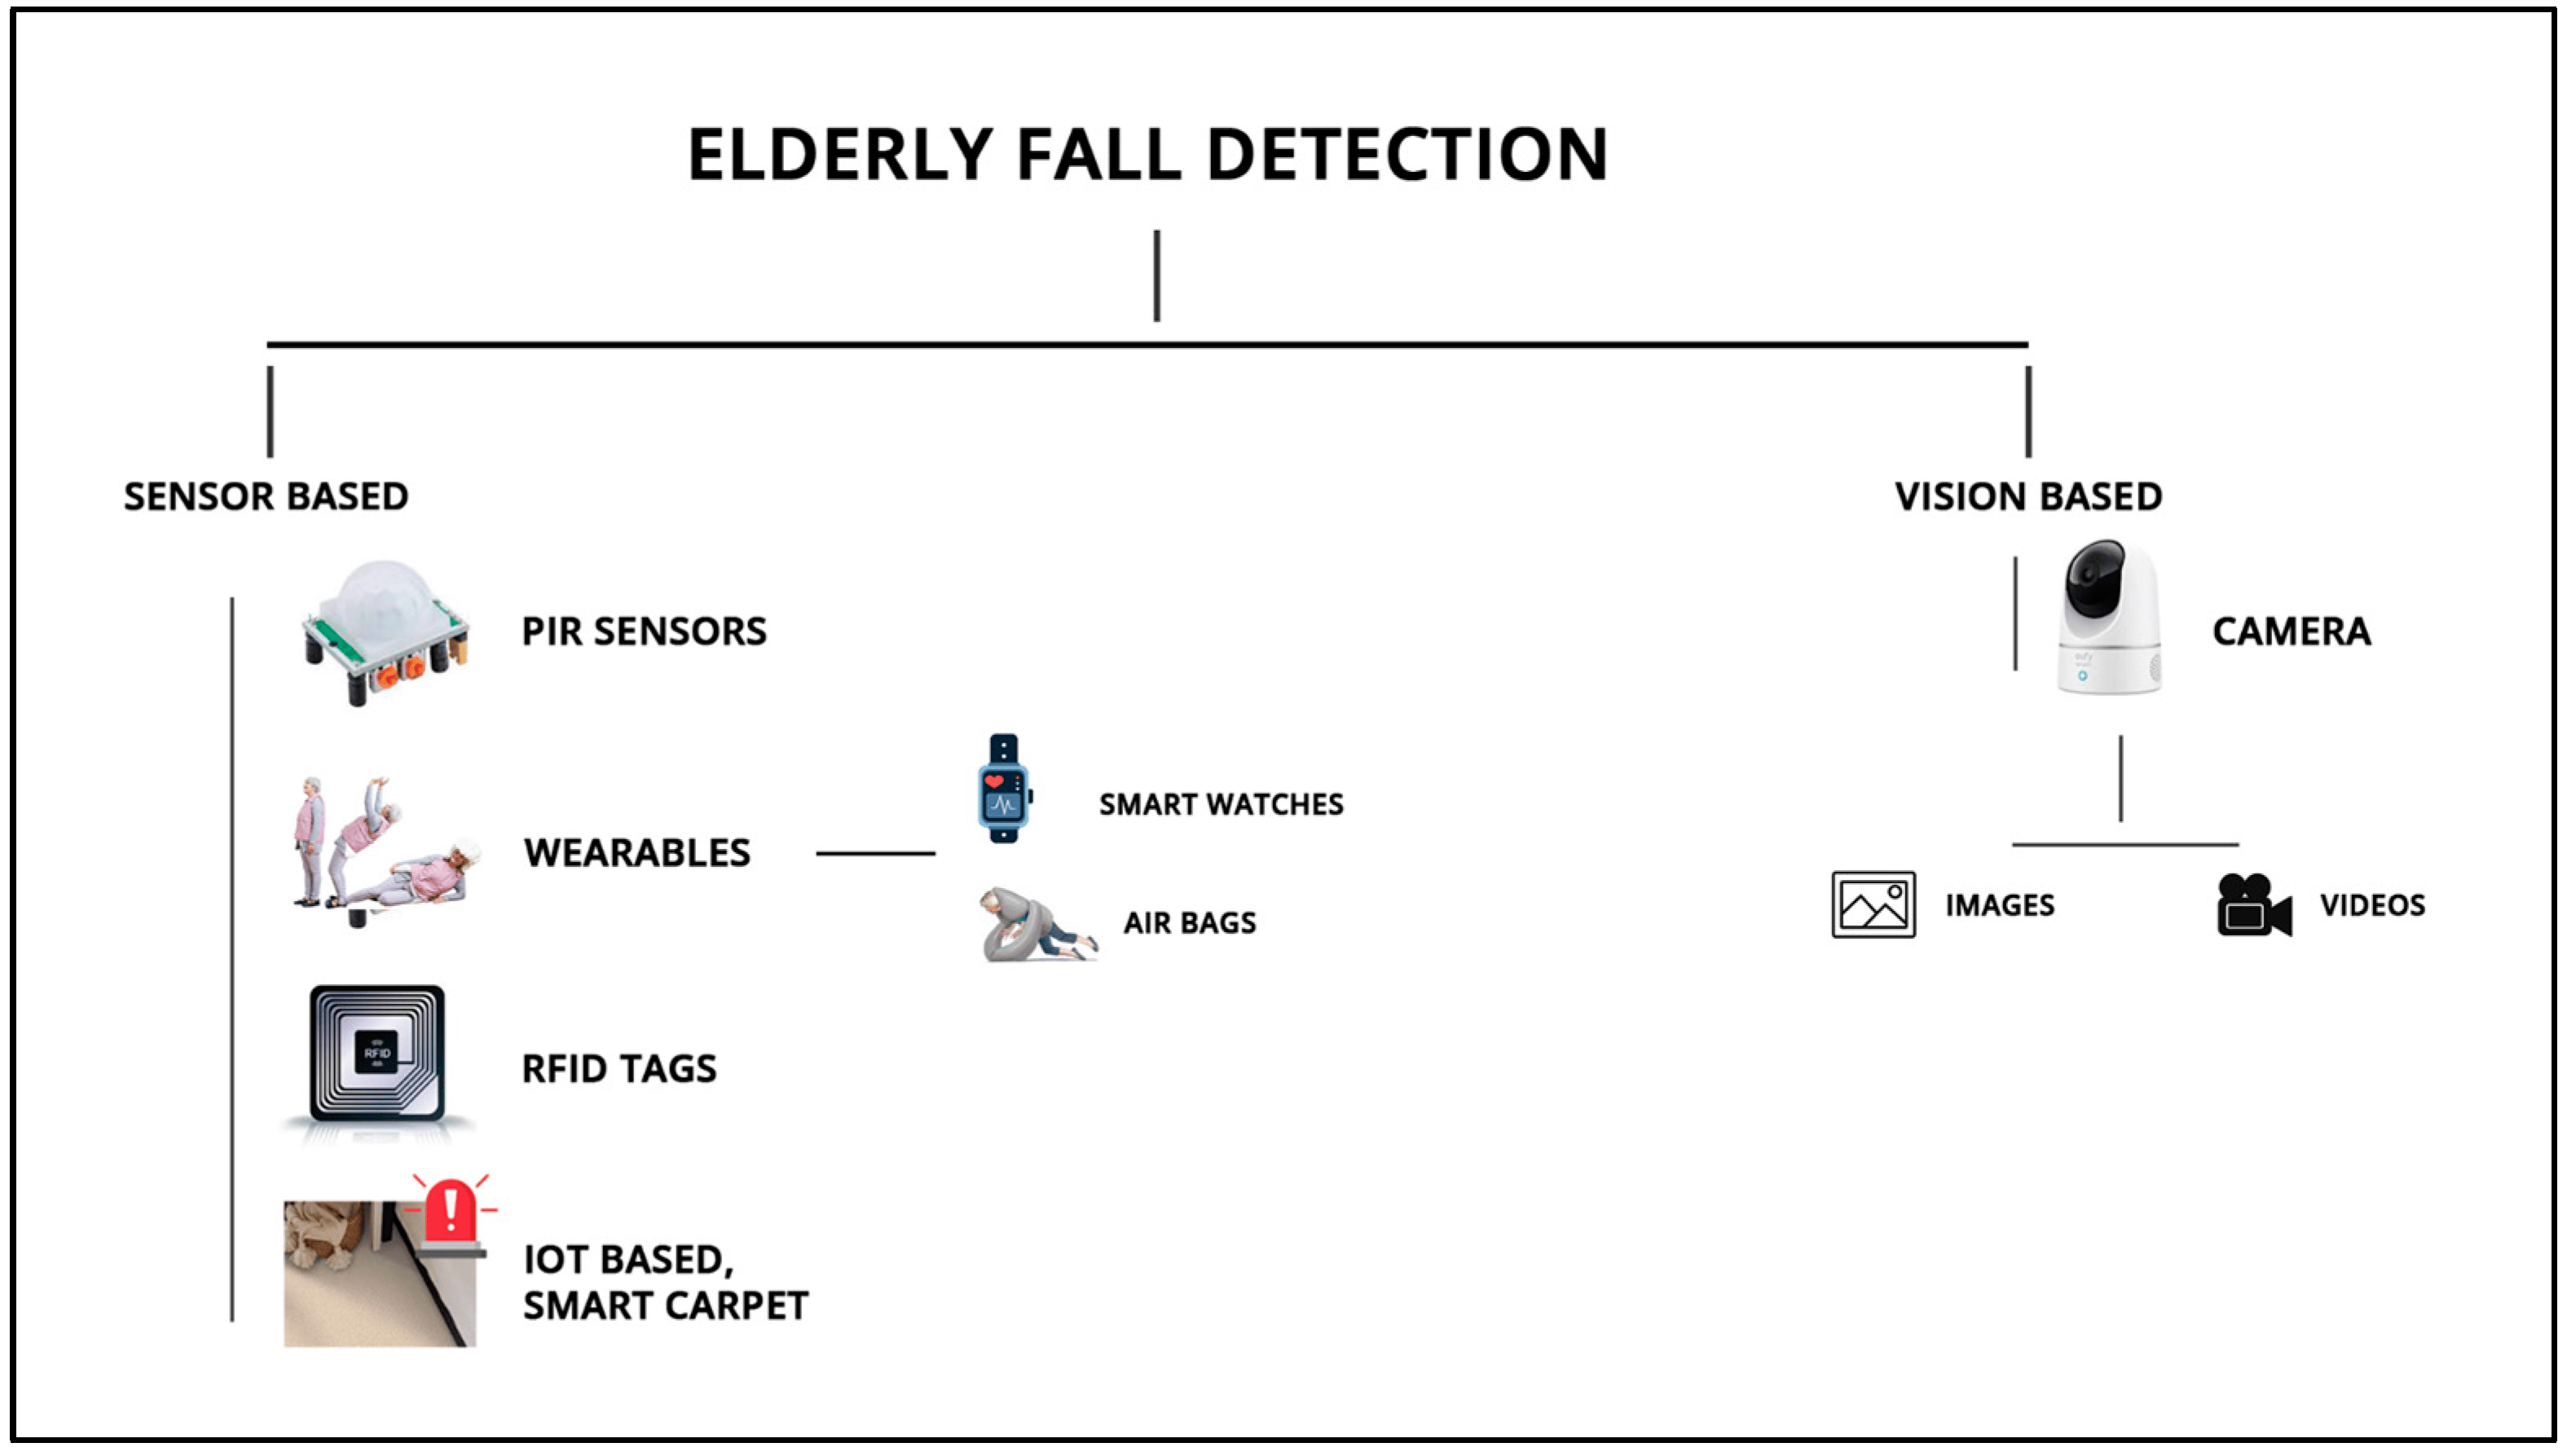 ELDERLY FALL DETECTION
SENSOR BASED
VISION BASED
PIR SENSORS
eufy
CAMERA
WEARABLES
SMART WATCHES
AIR BAGS
IMAGES
VIDEOS
RFID
RFID TAGS
IOT BASED,
SMART CARPET